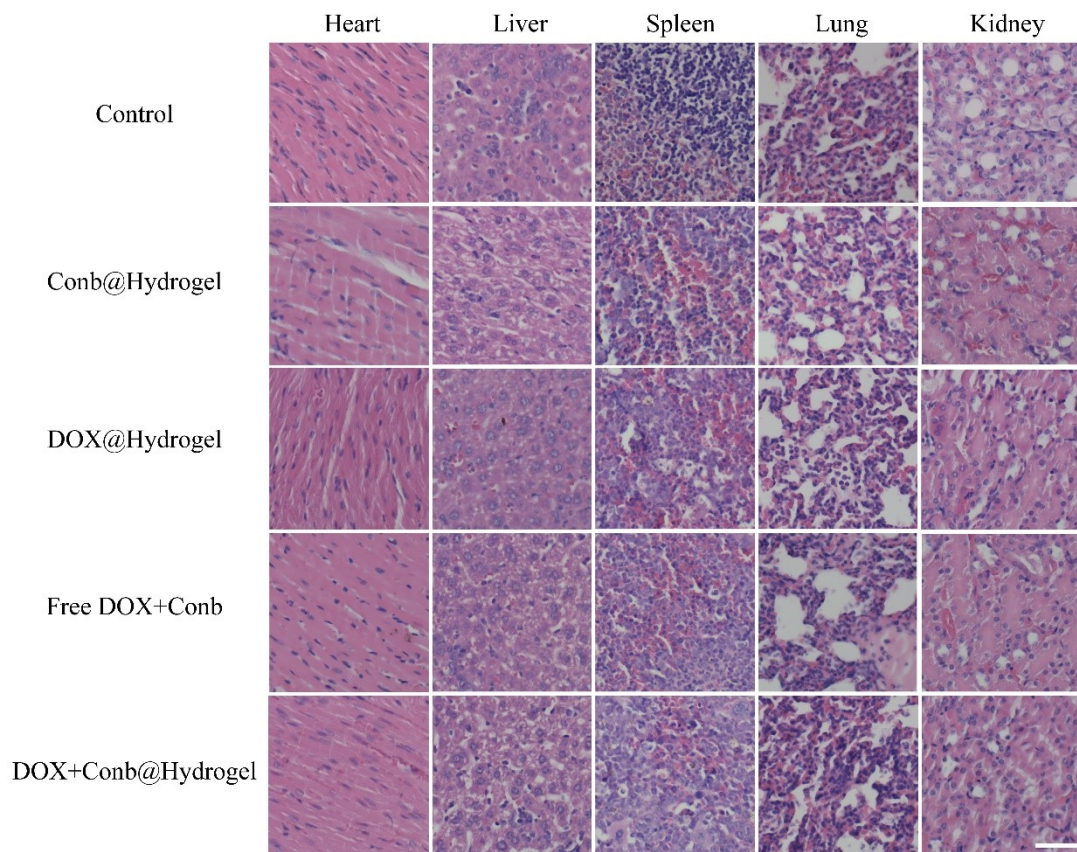 Heart Liver Spleen Lung Kidney
Control
Conb@Hydrogel
DOX@Hydrogel
Free DOX+Conb
DOX+Conb@Hydrogel